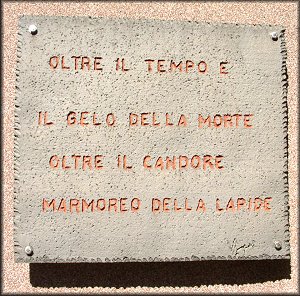 OLTRE IL TEMPO E
IL GELO DELLA MORTE
OLTRE IL CANDORE
MARMOREO DELLA LAPIDE